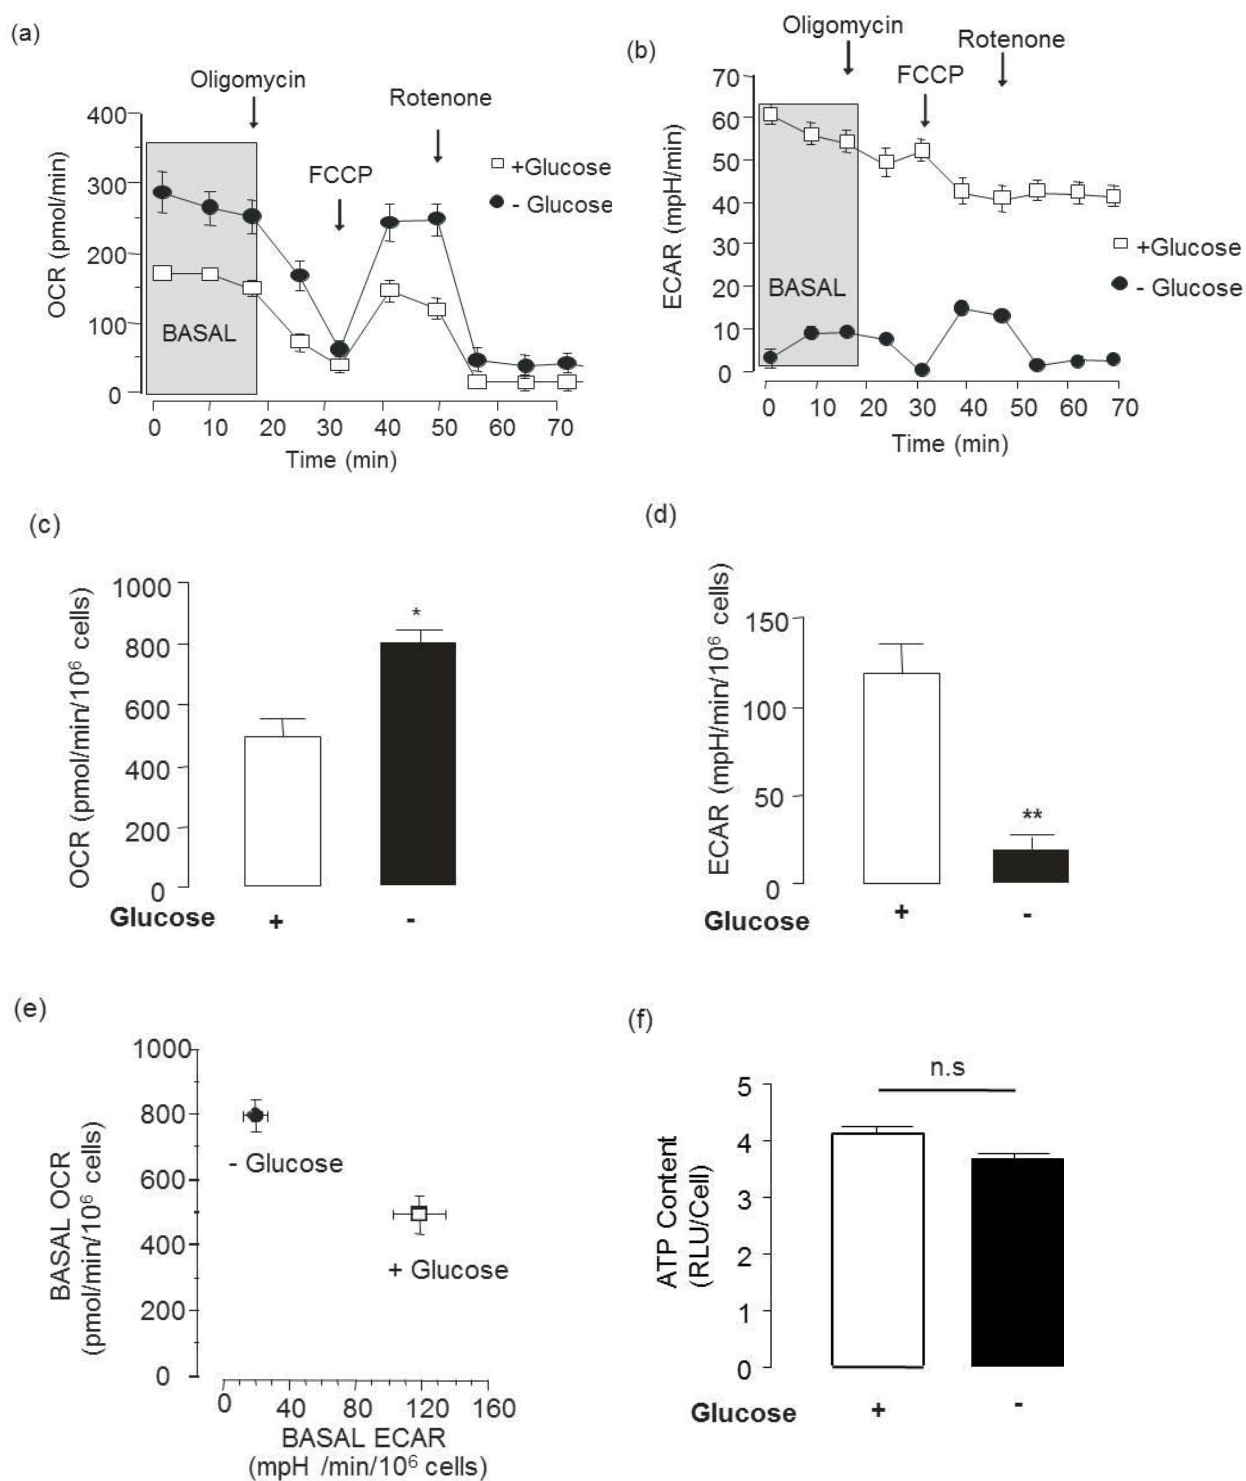 (a)
Oligomycin
Rotenone
FCCP
400
300
200
100
0
OCR (pmol/min)
BASAL
+Glucose
- Glucose
0 10 20 30 40 50 60 70
Time (min)
(b)
Oligomycin
Rotenone
FCCP
70
60
50
40
30
20
10
0
ECAR (mpH/min)
BASAL
+Glucose
- Glucose
0 10 20 30 40 50 60 70
Time (min)
(c)
1000
800
600
400
200
0
OCR (pmol/min/10⁶ cells)
*
Glucose + -
(d)
150
100
50
0
ECAR (mpH/min/10⁶ cells)
**
Glucose + -
(e)
1000
800
600
400
200
0
BASAL OCR
(pmol/min/10⁶ cells)
- Glucose
+ Glucose
0 40 80 120 160
BASAL ECAR
(mpH /min/10⁶ cells)
(f)
n.s
5
4
3
2
1
0
ATP Content
(RLU/Cell)
Glucose + -